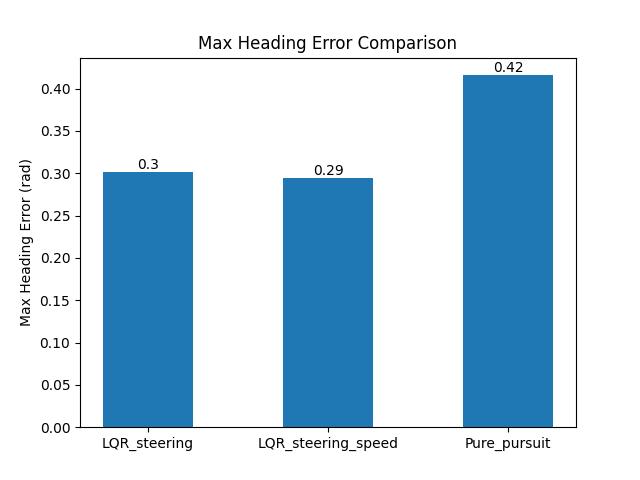 Max Heading Error Comparison
Max Heading Error (rad)
0.40
0.35
0.30
0.25
0.20
0.15
0.10
0.05
0.00
0.3
0.29
0.42
LQR_steering
LQR_steering_speed
Pure_pursuit